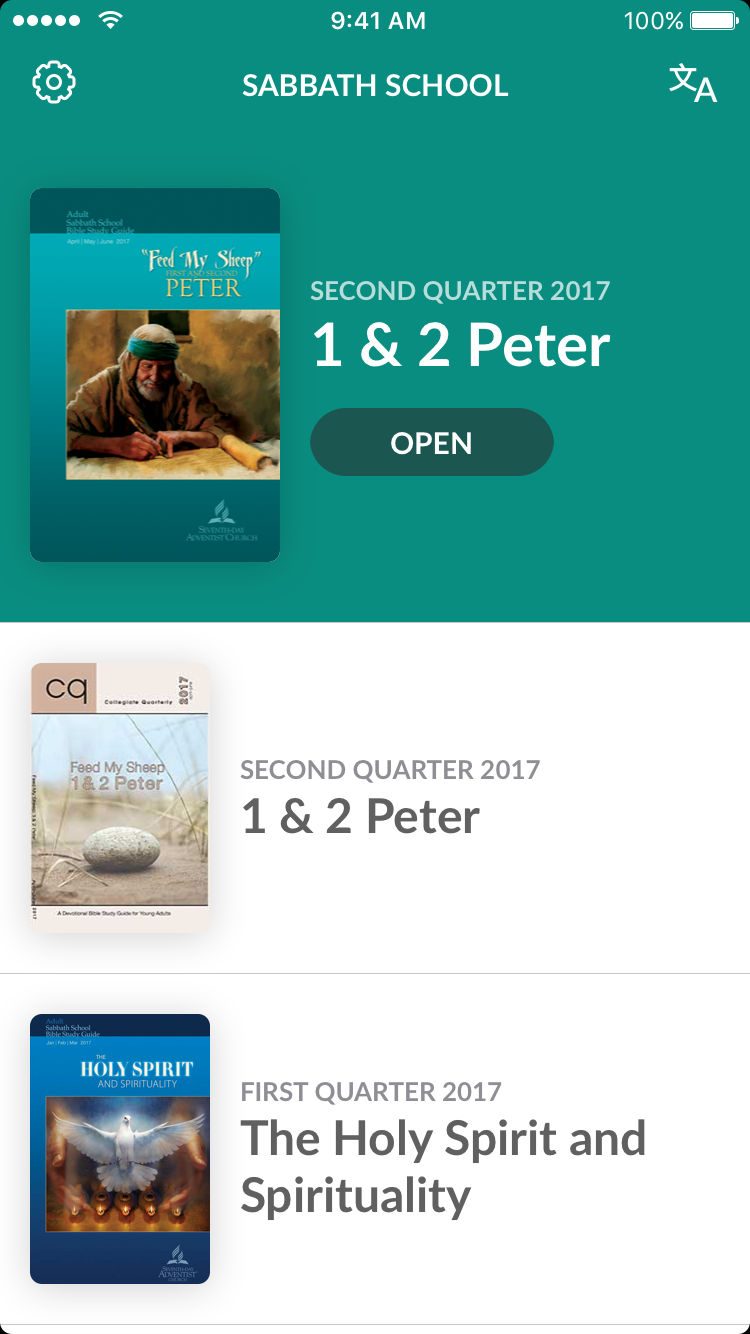 9:41 AM
100%
SABBATH SCHOOL
文A
Adult
Sabbath School
Bible Study Guide
April | May | June 2017
"Feed My Sheep"
FIRST AND SECOND
PETER
SEVENTH-DAY
ADVENTIST CHURCH
SECOND QUARTER 2017
1 & 2 Peter
OPEN
cq
Collegiate Quarterly
2017
Feed My Sheep
1 & 2 Peter
A Devotional Bible Study Guide for Young Adults
SECOND QUARTER 2017
1 & 2 Peter
Adult
Sabbath School
Bible Study Guide
Jan | Feb | Mar 2017
THE
HOLY SPIRIT
AND SPIRITUALITY
SEVENTH-DAY
ADVENTIST
CHURCH
FIRST QUARTER 2017
The Holy Spirit and
Spirituality